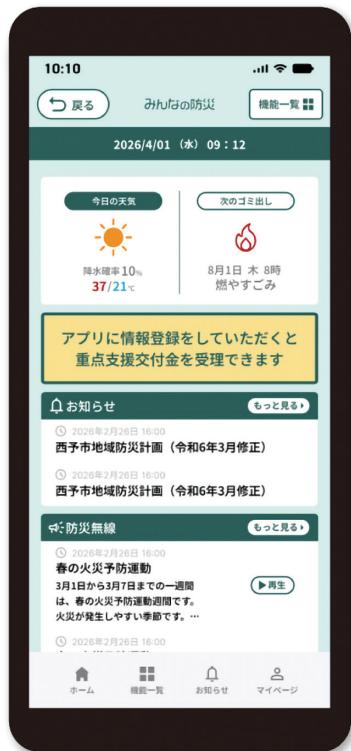 10:10
戻る
みんなの防災
機能一覧
2026/4/01 (水) 09:12
今日の天気
降水確率10%
37/21℃
次のゴミ出し
8月1日 木 8時
燃やすごみ
アプリに情報登録をしていただくと
重点支援交付金を受理できます
お知らせ
もっと見る
2026年2月26日 16:00
西予市地域防災計画（令和6年3月修正）
2026年2月26日 16:00
西予市地域防災計画（令和6年3月修正）
防災無線
もっと見る
2026年2月26日 16:00
春の火災予防運動
3月1日から3月7日までの一週間
は、春の火災予防運動週間です。
火災が発生しやすい季節です。…
再生
2026年2月26日 16:00
ホーム
機能一覧
お知らせ
マイページ